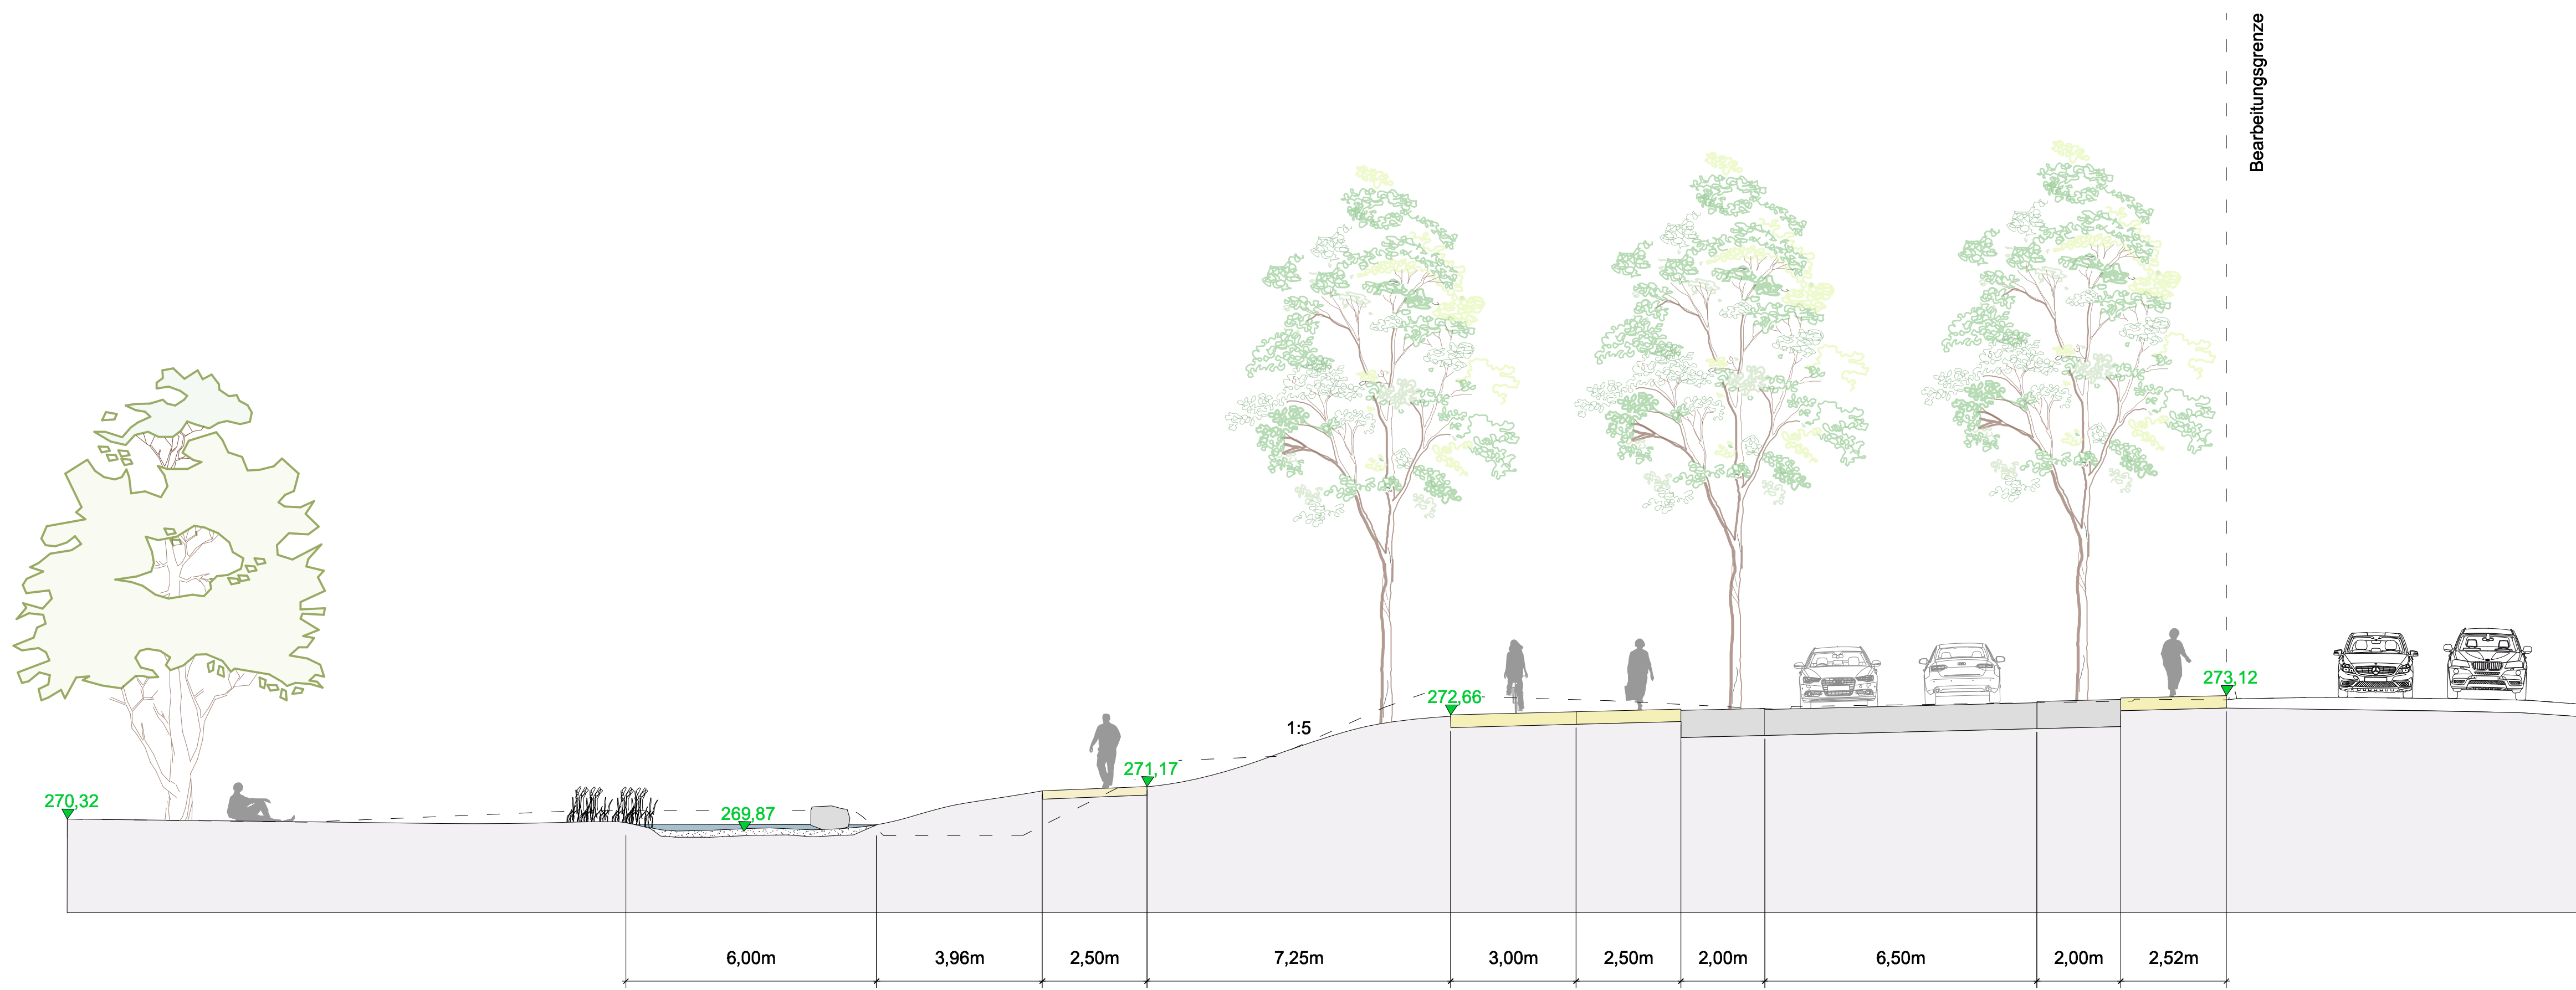 Bearbeitungsgrenze
273,12
272,66
1:5
271,17
270,32
269,87
6,00m
3,96m
2,50m
7,25m
3,00m
2,50m
2,00m
6,50m
2,00m
2,52m